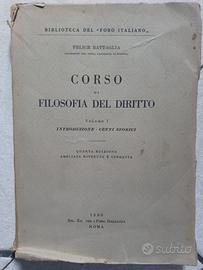 BIBLIOTECA DEL "FORO ITALIANO"
FELICE BATTAGLIA
CORSO
DI
FILOSOFIA DEL DIRITTO
Volume I
INTRODUZIONE - CENNI STORICI
QUARTA EDIZIONE
AMPLIATA RIVEDUTA E CORRETTA
ROMA
subito